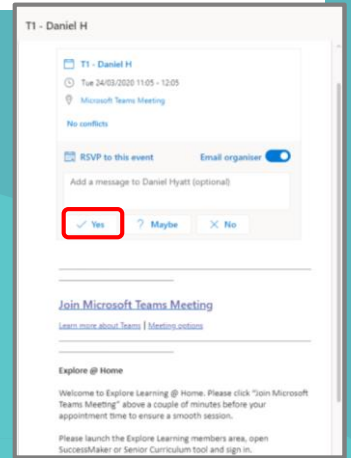 T1 - Daniel H
T1 - Daniel H
Tue 24/03/2020 11:05 - 12:05
Microsoft Teams Meeting
No conflicts
RSVP to this event Email organiser
Add a message to Daniel Hyatt (optional)
✓ Yes ? Maybe × No
Join Microsoft Teams Meeting
Learn more about Teams | Meeting options
Explore @ Home
Welcome to Explore Learning @ Home. Please click "Join Microsoft
Teams Meeting" above a couple of minutes before your
appointment time to ensure a smooth session.
Please launch the Explore Learning members area, open
SuccessMaker or Senior Curriculum tool and sign in.